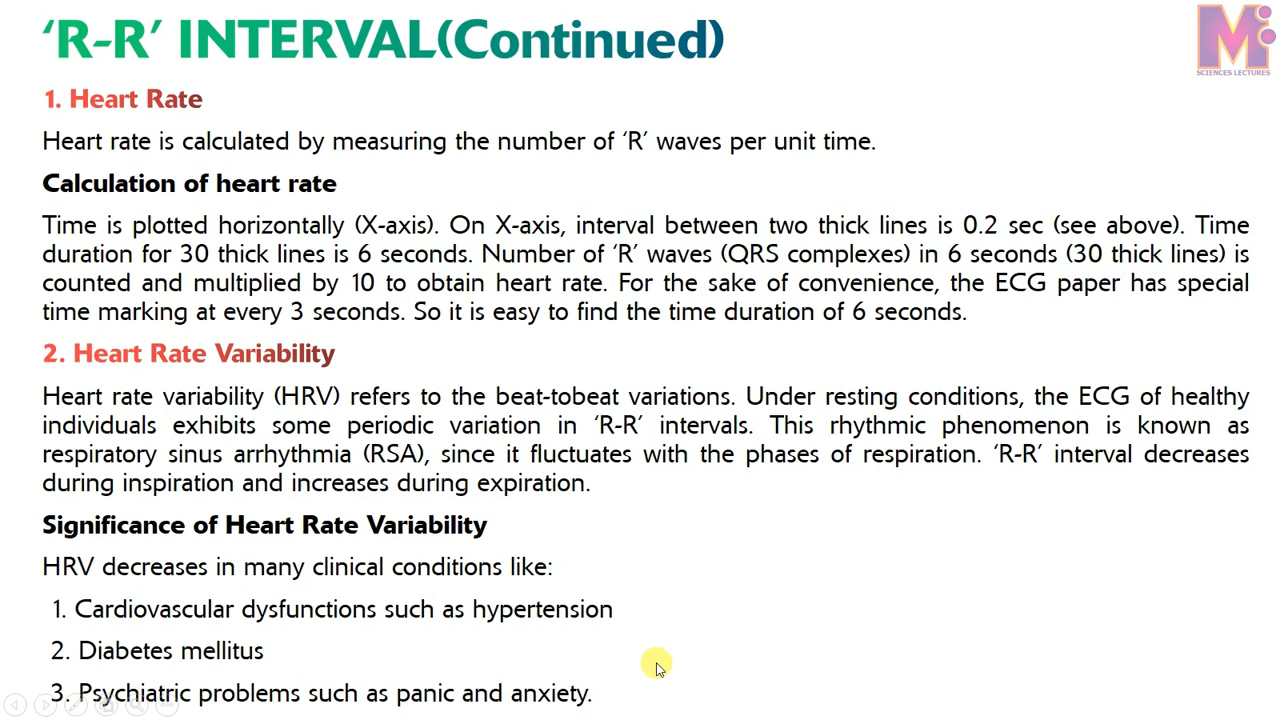 ‘R-R’ INTERVAL(Continued)
M
SCIENCES LECTURES
1. Heart Rate
Heart rate is calculated by measuring the number of ‘R’ waves per unit time.
Calculation of heart rate
Time is plotted horizontally (X-axis). On X-axis, interval between two thick lines is 0.2 sec (see above). Time
duration for 30 thick lines is 6 seconds. Number of ‘R’ waves (QRS complexes) in 6 seconds (30 thick lines) is
counted and multiplied by 10 to obtain heart rate. For the sake of convenience, the ECG paper has special
time marking at every 3 seconds. So it is easy to find the time duration of 6 seconds.
2. Heart Rate Variability
Heart rate variability (HRV) refers to the beat-tobeat variations. Under resting conditions, the ECG of healthy
individuals exhibits some periodic variation in ‘R-R’ intervals. This rhythmic phenomenon is known as
respiratory sinus arrhythmia (RSA), since it fluctuates with the phases of respiration. ‘R-R’ interval decreases
during inspiration and increases during expiration.
Significance of Heart Rate Variability
HRV decreases in many clinical conditions like:
1. Cardiovascular dysfunctions such as hypertension
2. Diabetes mellitus
3. Psychiatric problems such as panic and anxiety.